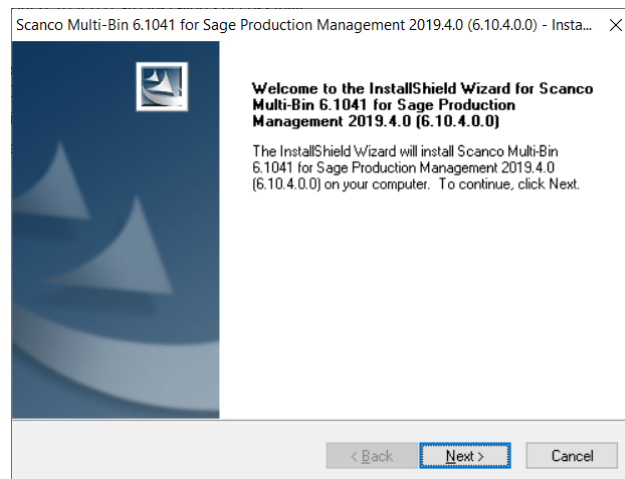 Scanco Multi-Bin 6.1041 for Sage Production Management 2019.4.0 (6.10.4.0.0) - Insta...
Welcome to the InstallShield Wizard for Scanco
Multi-Bin 6.1041 for Sage Production
Management 2019.4.0 (6.10.4.0.0)
The InstallShield Wizard will install Scanco Multi-Bin
6.1041 for Sage Production Management 2019.4.0
(6.10.4.0.0) on your computer. To continue, click Next.
< Back
Next >
Cancel